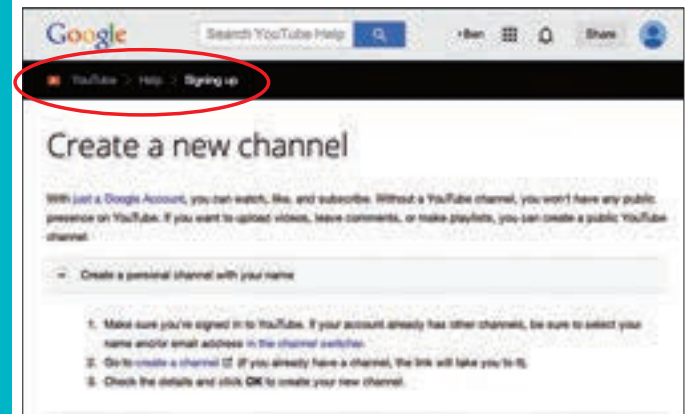 Google Search YouTube Help +Ben Share
YouTube > Help > Signing up
Create a new channel
With just a Google Account, you can watch, like, and subscribe. Without a YouTube channel, you won't have any public
presence on YouTube. If you want to upload videos, leave comments, or make playlists, you can create a public YouTube
channel.
Create a personal channel with your name
1. Make sure you're signed in to YouTube. If your account already has other channels, be sure to select your
name and/or email address in the channel switcher.
2. Go to create a channel (if you already have a channel, the link will take you to it).
3. Check the details and click OK to create your new channel.